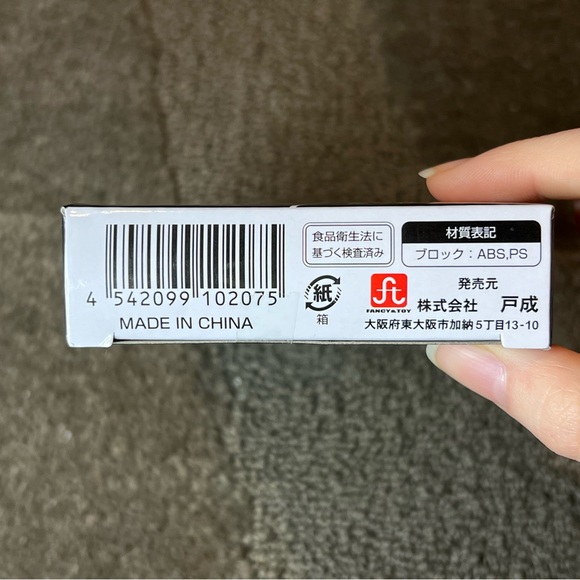 4 542099 102075
MADE IN CHINA
食品衛生法に
基づく検査済み
紙
箱
材質表記
ブロック：ABS,PS
ft
FANCY&TOY
発売元
株式会社 戸成
大阪府東大阪市加納5丁目13-10